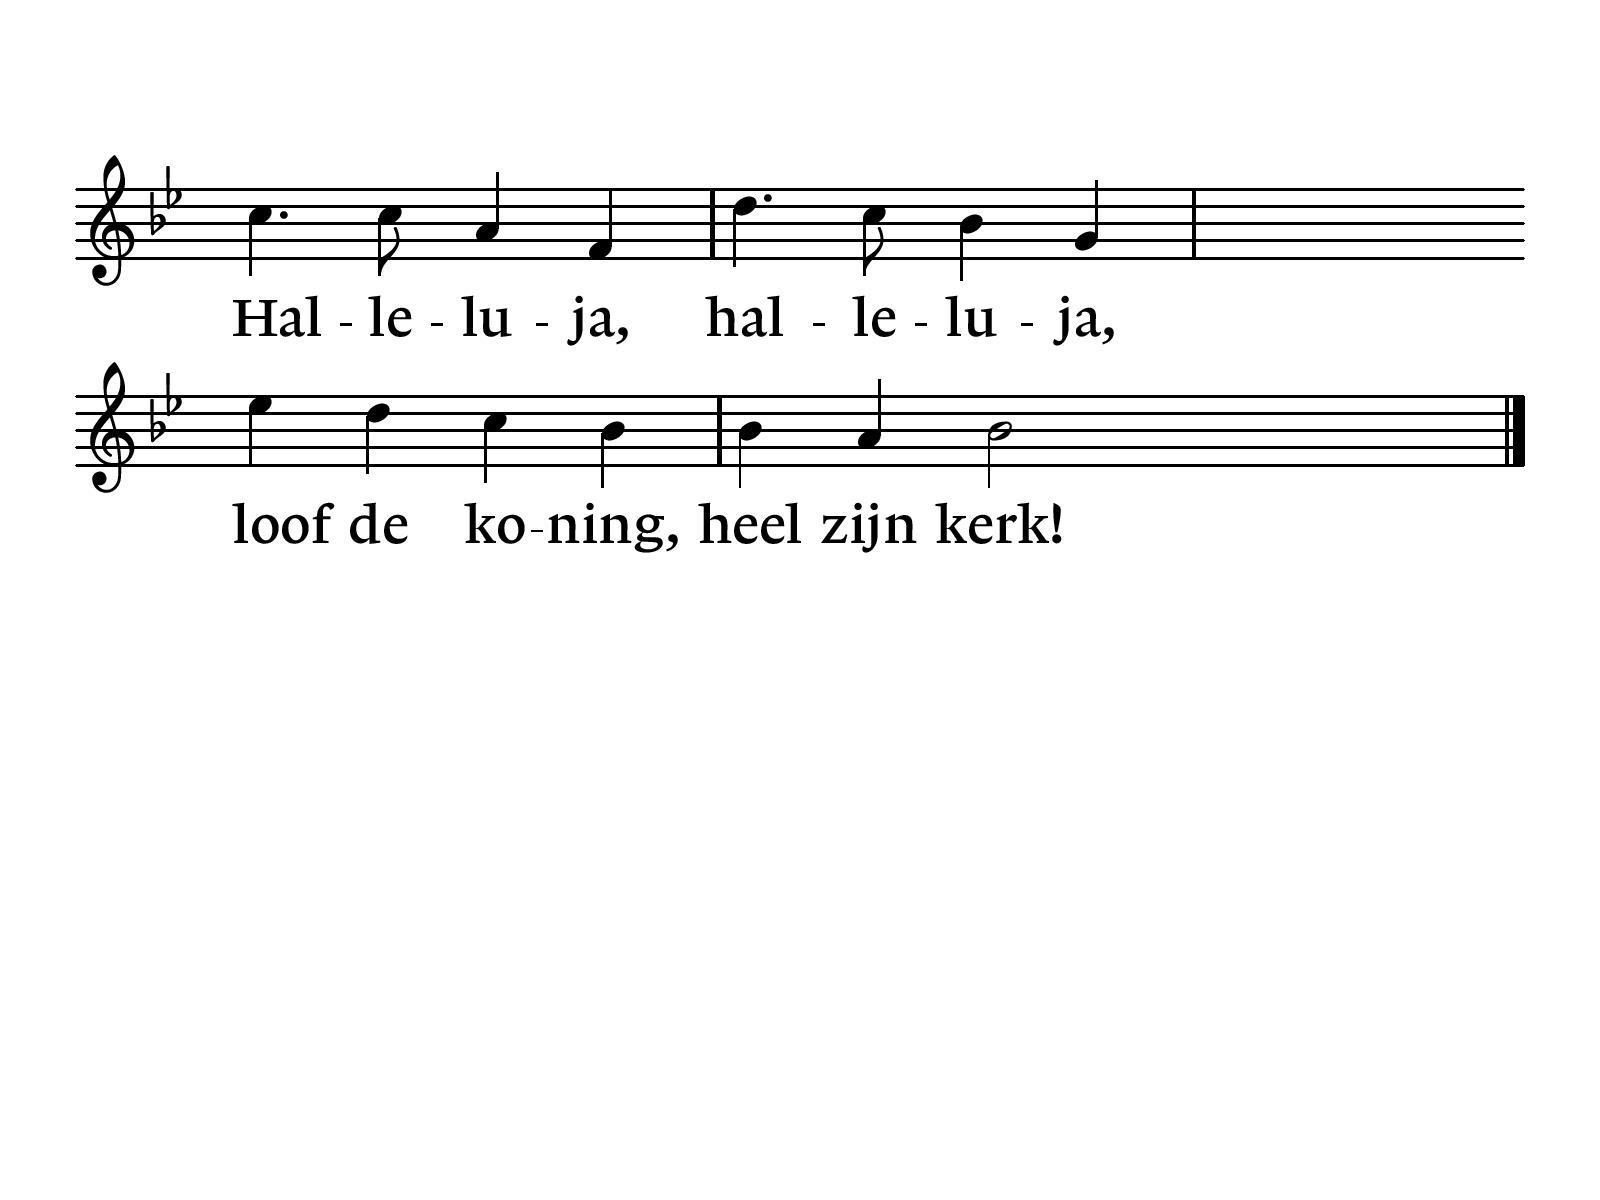 Hal - le - lu - ja, hal - le - lu - ja,
loof de ko-ning, heel zijn kerk!